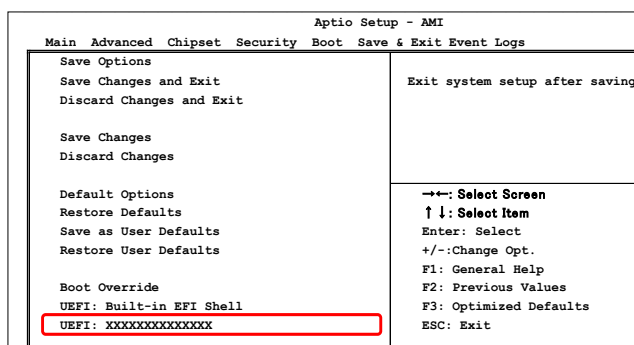 Aptio Setup - AMI
Main Advanced Chipset Security Boot Save & Exit Event Logs
Save Options
Save Changes and Exit
Discard Changes and Exit
Save Changes
Discard Changes
Default Options
Restore Defaults
Save as User Defaults
Restore User Defaults
Boot Override
UEFI: Built-in EFI Shell
UEFI: XXXXXXXXXXXXXX
Exit system setup after saving
→←: Select Screen
↑↓: Select Item
Enter: Select
+/-:Change Opt.
F1: General Help
F2: Previous Values
F3: Optimized Defaults
ESC: Exit